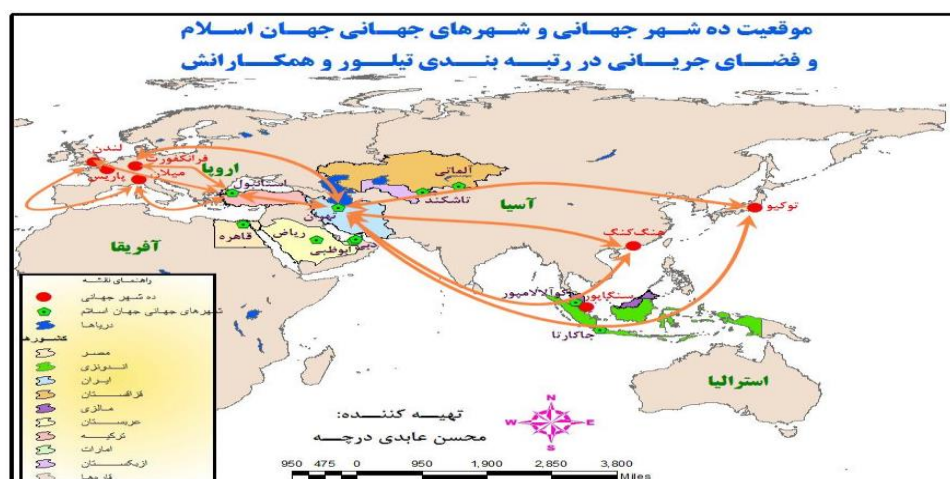 موقعیت ده شهر جهانی و شهرهای جهانی جهان اسلام
و فضای جریانی در رتبه بندی تیلور و همکارانش
لندن
فرانکفورت
پاریس
میلان
اروپا
استانبول
آلماتی
تاشکند
آسیا
توکیو
تهران
هنگ‌کنگ
قاهره
ریاض
ابوظبی
دبی
آفریقا
کوالالامپور
سنگاپور
جاکارتا
استرالیا
راهنمای نقشه
ده شهر جهانی
شهرهای جهانی جهان اسلام
دریاها
کشورها
مصر
اندونزی
ایران
قزاقستان
مالزی
عربستان
ترکیه
امارات
ازبکستان
قاره‌ها
تهیه کننده:
محسن عابدی درچه
N
W E
S
950 475 0 950 1,900 2,850 3,800
Miles